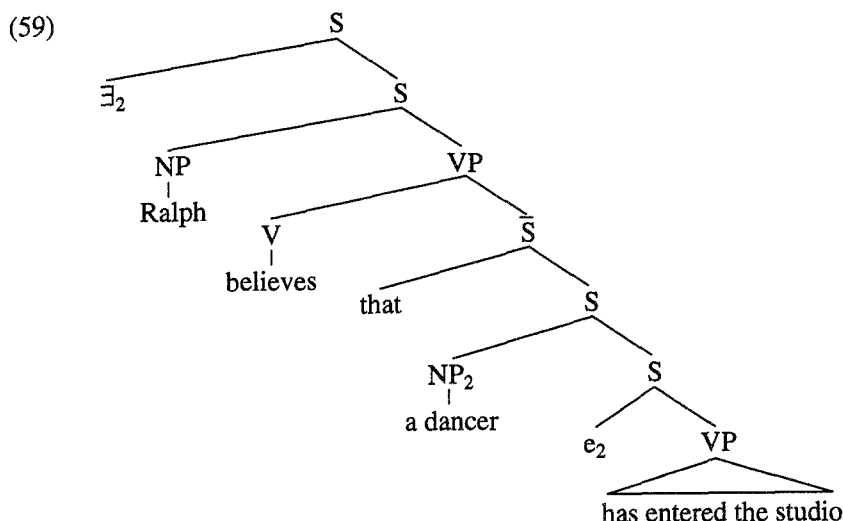 (59)
S
∃₂
S
NP
VP
Ralph
V
S̄
believes
that
S
NP₂
S
a dancer
e₂
VP
has entered the studio